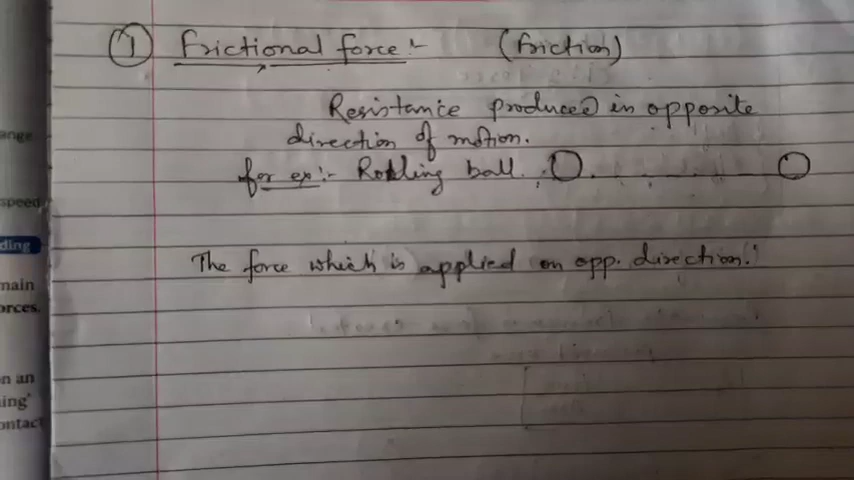 ① Frictional force :- (friction)
Resistance produced in opposite
direction of motion.
for ex :- Rolling ball.
The force which is applied on opp. direction.
ange
speed
ding
main
orces.
n an
ing'
ontact